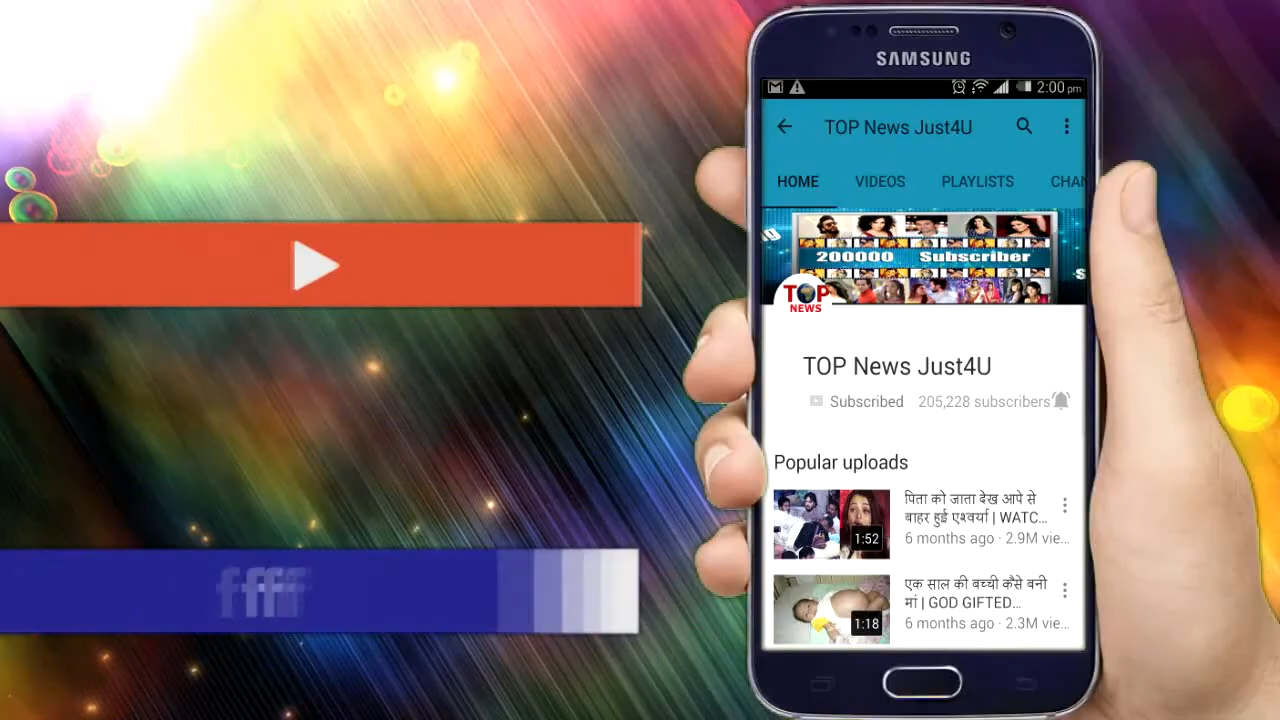 SAMSUNG
2:00 pm
TOP News Just4U
HOME VIDEOS PLAYLISTS CHAN
200000 Subscriber
TOP
NEWS
TOP News Just4U
Subscribed 205,228 subscribers
Popular uploads
पिता को जाता देख आपे से
बाहर हुई एश्वर्या | WATC...
1:52
6 months ago · 2.9M vie...
एक साल की बच्ची कैसे बनी
मां | GOD GIFTED...
1:18
6 months ago · 2.3M vie...